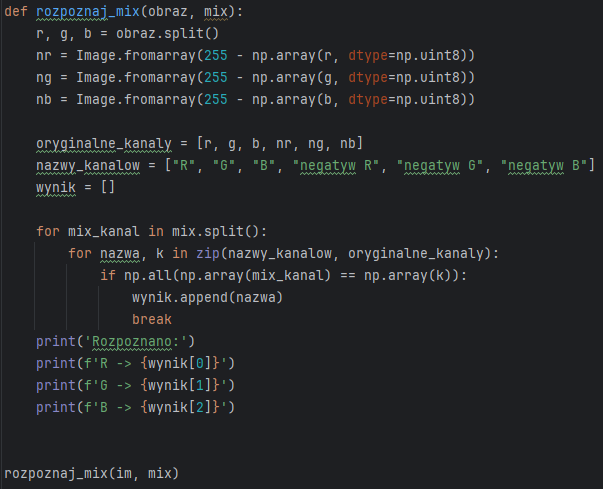 def rozpoznaj_mix(obraz, mix):
    r, g, b = obraz.split()
    nr = Image.fromarray(255 - np.array(r, dtype=np.uint8))
    ng = Image.fromarray(255 - np.array(g, dtype=np.uint8))
    nb = Image.fromarray(255 - np.array(b, dtype=np.uint8))

    oryginalne_kanaly = [r, g, b, nr, ng, nb]
    nazwy_kanalow = ["R", "G", "B", "negatyw R", "negatyw G", "negatyw B"]
    wynik = []

    for mix_kanal in mix.split():
        for nazwa, k in zip(nazwy_kanalow, oryginalne_kanaly):
            if np.all(np.array(mix_kanal) == np.array(k)):
                wynik.append(nazwa)
                break
    print('Rozpoznano:')
    print(f'R -> {wynik[0]}')
    print(f'G -> {wynik[1]}')
    print(f'B -> {wynik[2]}')


rozpoznaj_mix(im, mix)